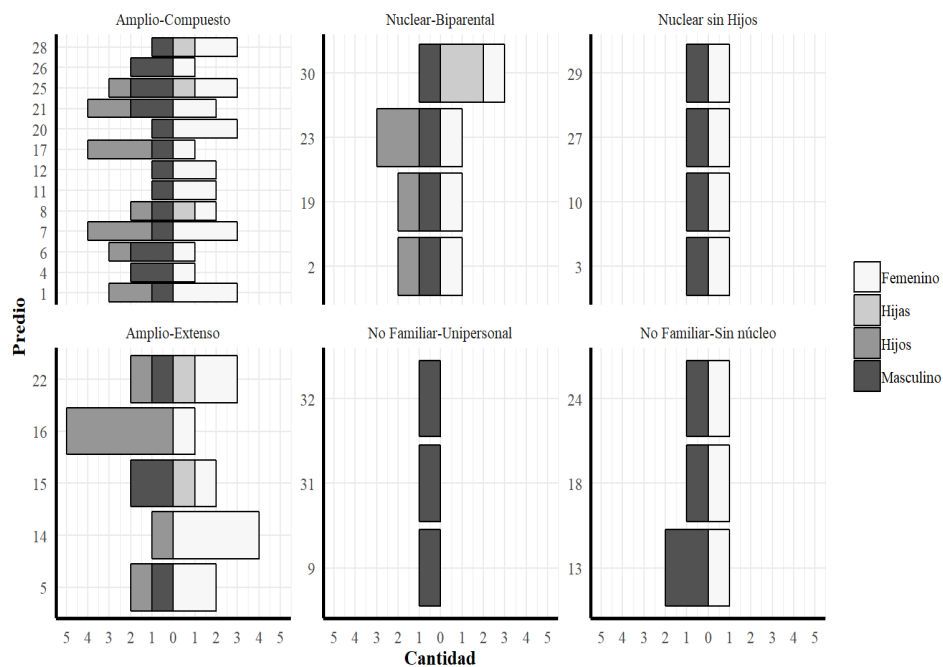 Amplio-Compuesto
28
26
25
21
20
17
12
11
8
7
6
4
1
Nuclear-Biparental
30
23
19
2
Nuclear sin Hijos
29
27
10
3
Predio
Amplio-Extenso
22
16
15
14
5
5 4 3 2 1 0 1 2 3 4 5
No Familiar-Unipersonal
32
31
9
5 4 3 2 1 0 1 2 3 4 5
No Familiar-Sin núcleo
24
18
13
5 4 3 2 1 0 1 2 3 4 5
Cantidad
Femenino
Hijas
Hijos
Masculino